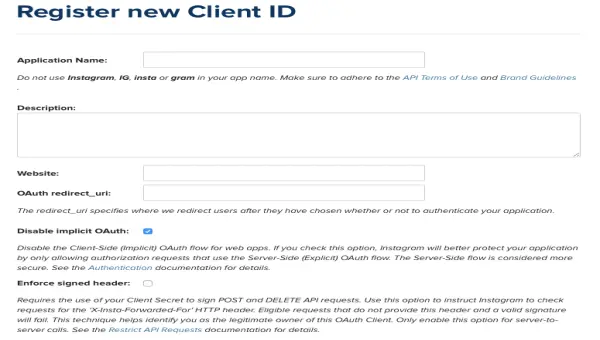 Register new Client ID
Application Name:
Do not use Instagram, IG, insta or gram in your app name. Make sure to adhere to the API Terms of Use and Brand Guidelines
.
Description:
Website:
OAuth redirect_uri:
The redirect_uri specifies where we redirect users after they have chosen whether or not to authenticate your application.
Disable implicit OAuth:
Disable the Client-Side (Implicit) OAuth flow for web apps. If you check this option, Instagram will better protect your application
by only allowing authorization requests that use the Server-Side (Explicit) OAuth flow. The Server-Side flow is considered more
secure. See the Authentication documentation for details.
Enforce signed header:
Requires the use of your Client Secret to sign POST and DELETE API requests. Use this option to instruct Instagram to check
requests for the 'X-Insta-Forwarded-For' HTTP header. Eligible requests that do not provide this header and a valid signature
will fail. This technique helps identify you as the legitimate owner of this OAuth Client. Only enable this option for server-to-
server calls. See the Restrict API Requests documentation for details.